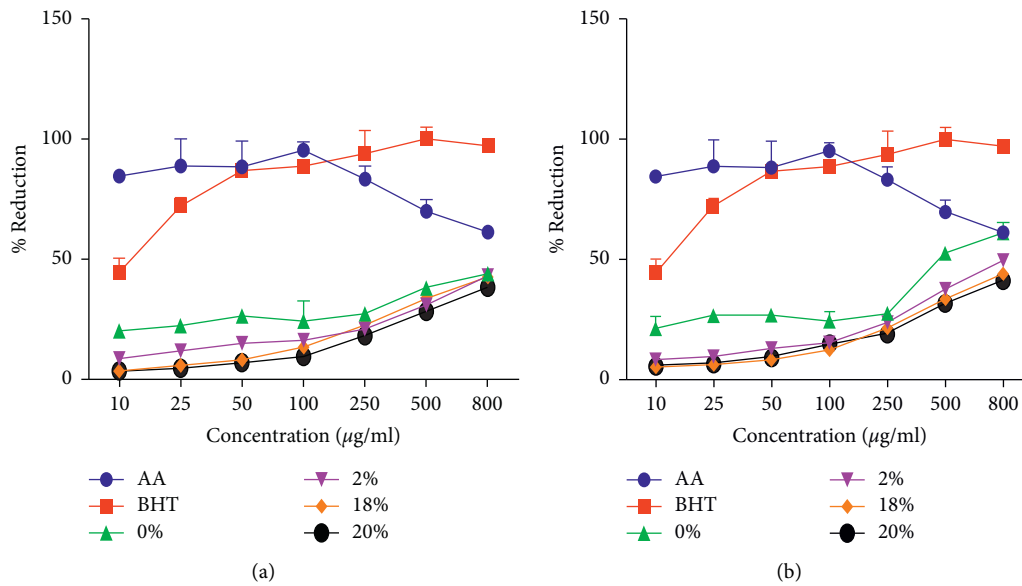 150
100
50
0
% Reduction
10 25 50 100 250 500 800
Concentration (μg/ml)
AA 2%
BHT 18%
0% 20%
(a)
150
100
50
0
% Reduction
10 25 50 100 250 500 800
Concentration (μg/ml)
AA 2%
BHT 18%
0% 20%
(b)